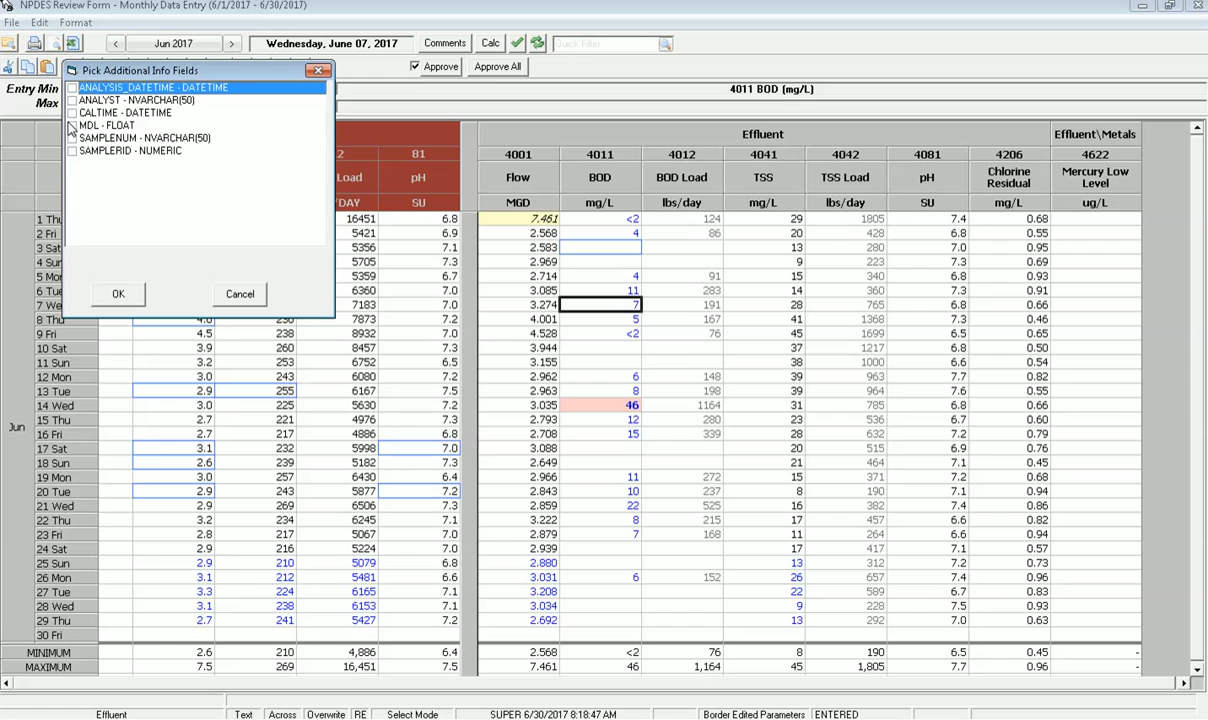 NPDES Review Form - Monthly Data Entry (6/1/2017 - 6/30/2017)
File Edit Format
< Jun 2017 > Wednesday, June 07, 2017 Comments Calc Quick Filter
Approve Approve All
Pick Additional Info Fields
ANALYSIS_DATETIME - DATETIME
ANALYST - NVARCHAR(50)
CALTIME - DATETIME
MDL - FLOAT
SAMPLENUM - NVARCHAR(50)
SAMPLERID - NUMERIC
OK Cancel
Entry Min
Max
4011 BOD (mg/L)
Effluent Effluent\Metals
2 81 4001 4011 4012 4041 4042 4081 4206 4622
Load pH Flow BOD BOD Load TSS TSS Load pH Chlorine Residual Mercury Low Level
/DAY SU MGD mg/L lbs/day mg/L lbs/day SU mg/L ug/L
Jun
1 Thu 16451 6.8 7.461 <2 124 29 1805 7.4 0.68
2 Fri 5421 6.9 2.568 4 86 20 428 6.8 0.55
3 Sat 5356 7.1 2.583 13 280 7.0 0.95
4 Sun 5705 7.3 2.969 9 223 7.3 0.69
5 Mon 5359 6.7 2.714 4 91 15 340 6.8 0.93
6 Tue 6360 7.0 3.085 11 283 14 360 7.3 0.91
7 We 7183 7.0 3.274 7 191 28 765 6.8 0.66
8 Thu 4.0 230 7873 7.2 4.001 5 167 41 1368 7.3 0.46
9 Fri 4.5 238 8932 7.0 4.528 <2 76 45 1699 6.5 0.65
10 Sat 3.9 260 8457 7.3 3.944 37 1217 6.8 0.50
11 Sun 3.2 253 6752 6.5 3.155 38 1000 6.6 0.54
12 Mon 3.0 243 6080 7.2 2.962 6 148 39 963 7.7 0.82
13 Tue 2.9 255 6167 7.5 2.963 8 198 39 964 7.6 0.55
14 Wed 3.0 225 5630 7.2 3.035 46 1164 31 785 6.8 0.66
15 Thu 2.7 221 4976 7.3 2.793 12 280 23 536 6.7 0.60
16 Fri 2.7 217 4886 6.8 2.708 15 339 28 632 7.2 0.79
17 Sat 3.1 232 5998 7.0 3.088 20 515 6.9 0.76
18 Sun 2.6 239 5182 7.3 2.649 21 464 7.1 0.45
19 Mon 3.0 257 6430 6.4 2.968 11 272 15 371 7.2 0.68
20 Tue 2.9 243 5877 7.2 2.843 10 237 8 190 7.1 0.94
21 Wed 2.9 269 6506 7.3 2.859 22 525 16 382 7.4 0.86
22 Thu 3.2 234 6245 7.1 3.222 8 215 17 457 6.6 0.82
23 Fri 2.8 217 5067 7.0 2.879 7 168 11 264 6.6 0.94
24 Sat 2.9 216 5224 7.0 2.939 17 417 7.1 0.57
25 Sun 2.9 210 5079 6.8 2.880 13 312 7.2 0.73
26 Mon 3.1 212 5481 6.6 3.031 6 152 26 657 7.4 0.96
27 Tue 3.3 224 6165 7.1 3.208 22 589 6.7 0.83
28 Wed 3.1 238 6153 7.1 3.034 9 228 7.5 0.93
29 Thu 2.7 241 5427 7.2 2.692 13 292 7.0 0.63
30 Fri
MINIMUM 2.6 210 4,886 6.4 2.568 <2 76 8 190 6.5 0.45 -
MAXIMUM 7.5 269 16,451 7.5 7.461 46 1,164 45 1,805 7.7 0.96 -
Effluent Text Across Overwrite RE Select Mode SUPER 6/30/2017 8:18:47 AM Border Edited Parameters ENTERED